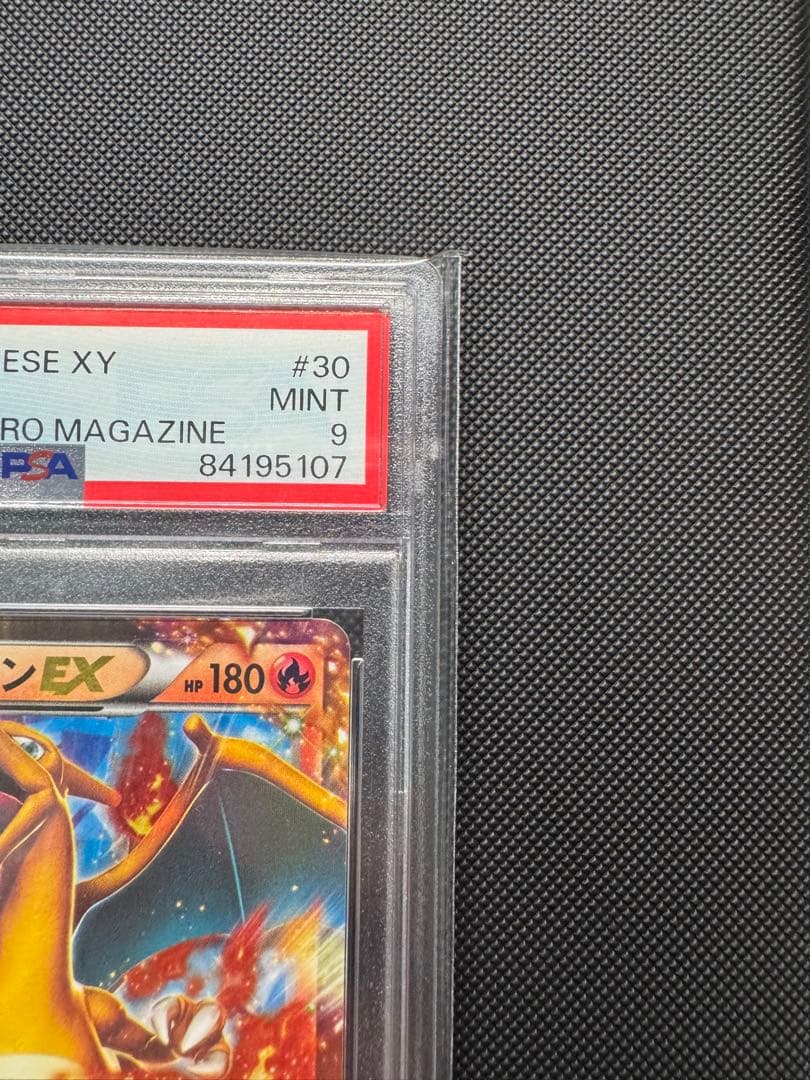 ESE XY #30
MINT
RO MAGAZINE 9
PSA 84195107
ンEX HP 180